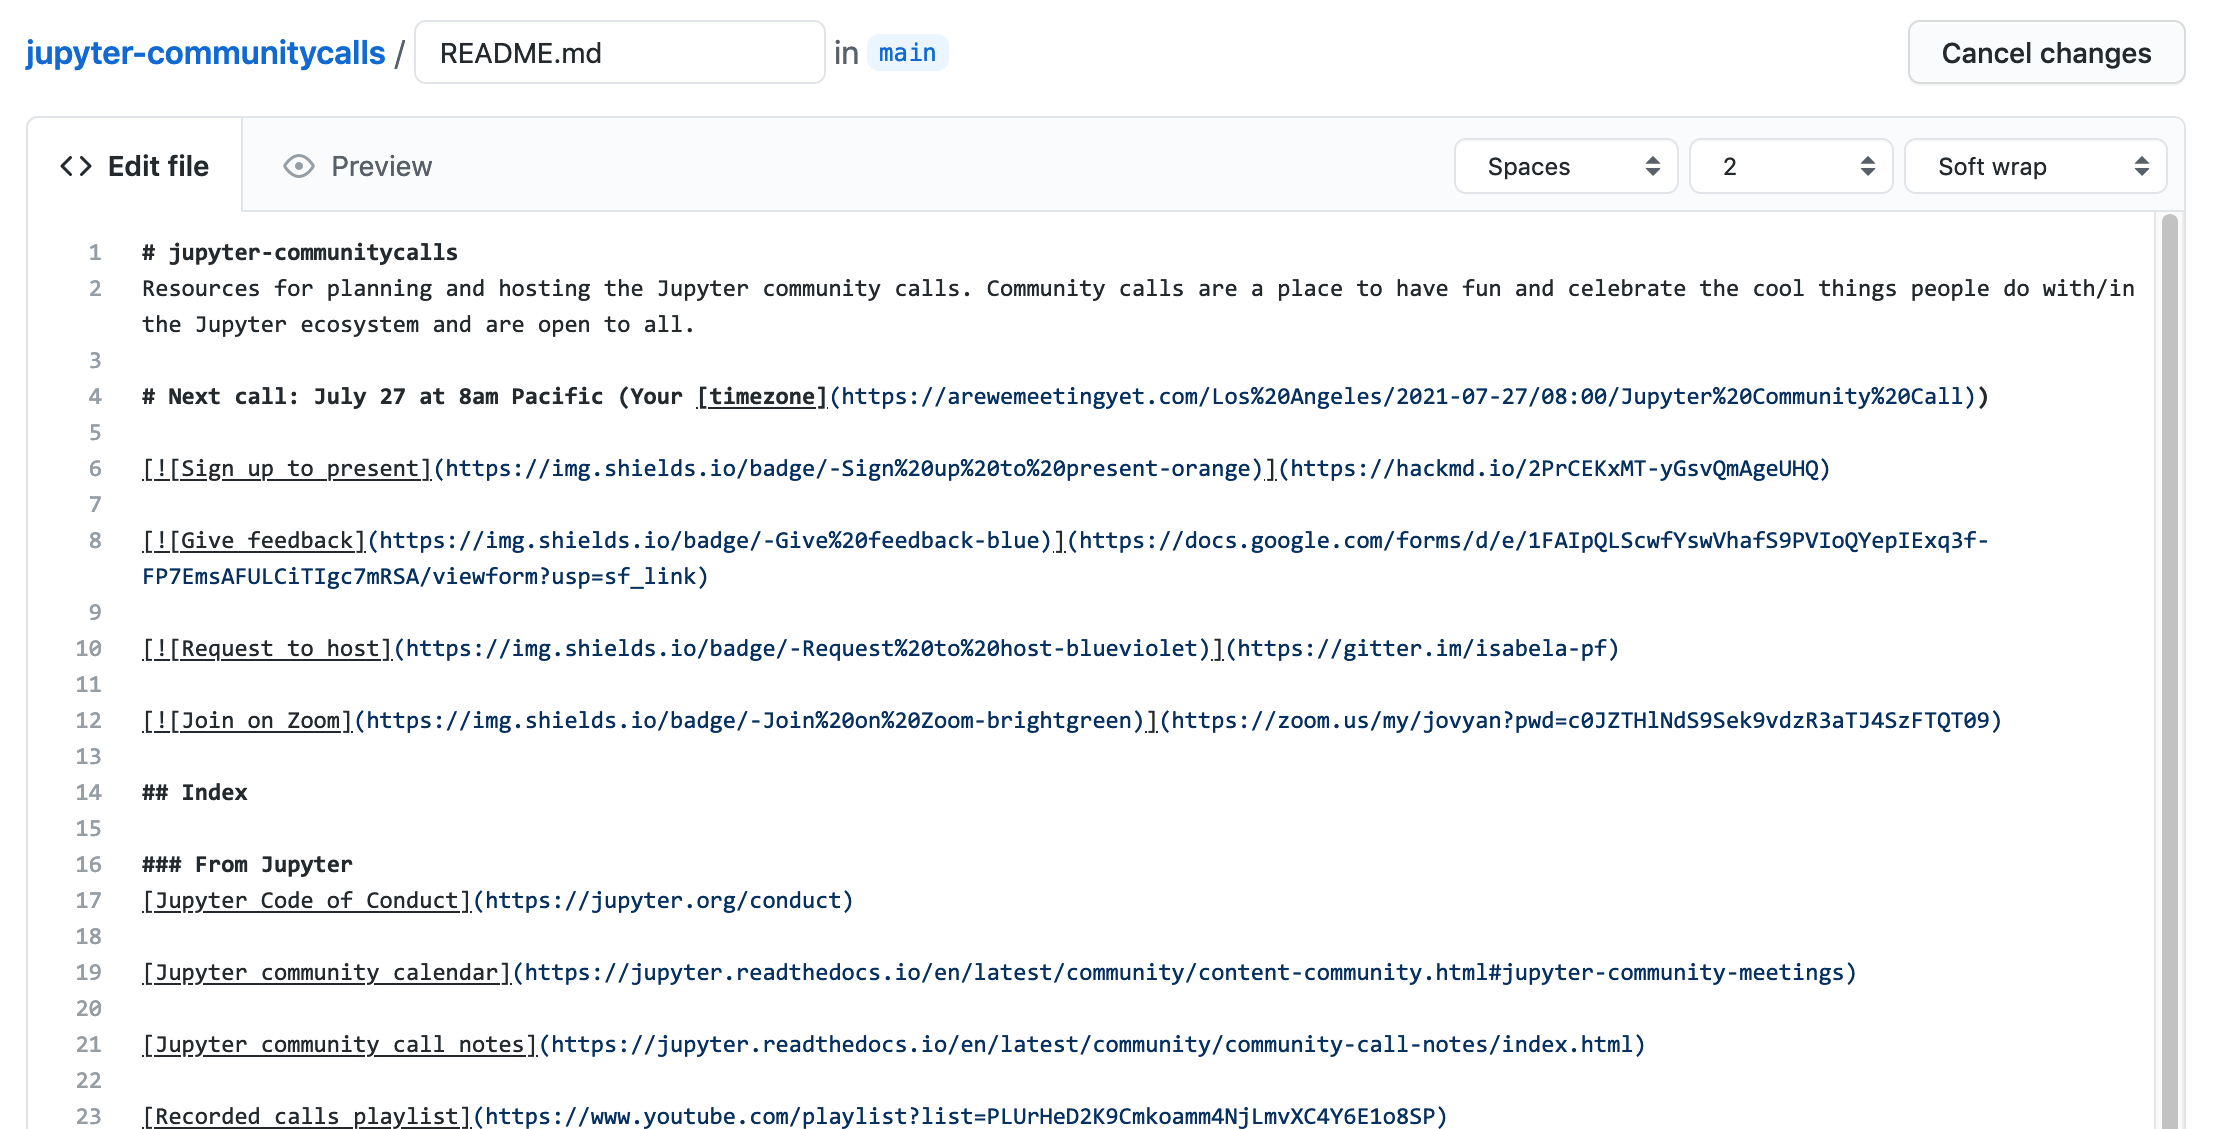 jupyter-communitycalls / README.md in main Cancel changes
<> Edit file Preview Spaces 2 Soft wrap
1 # jupyter-communitycalls
2 Resources for planning and hosting the Jupyter community calls. Community calls are a place to have fun and celebrate the cool things people do with/in
the Jupyter ecosystem and are open to all.
3
4 # Next call: July 27 at 8am Pacific (Your [timezone](https://arewemeetingyet.com/Los%20Angeles/2021-07-27/08:00/Jupyter%20Community%20Call))
5
6 [![Sign up to present](https://img.shields.io/badge/-Sign%20up%20to%20present-orange)](https://hackmd.io/2PrCEKxMT-yGsvQmAgeUHQ)
7
8 [![Give feedback](https://img.shields.io/badge/-Give%20feedback-blue)](https://docs.google.com/forms/d/e/1FAIpQLScwfYswVhafS9PVIoQYepIExq3f-
FP7EmsAFULCiTIgc7mRSA/viewform?usp=sf_link)
9
10 [![Request to host](https://img.shields.io/badge/-Request%20to%20host-blueviolet)](https://gitter.im/isabela-pf)
11
12 [![Join on Zoom](https://img.shields.io/badge/-Join%20on%20Zoom-brightgreen)](https://zoom.us/my/jovyan?pwd=c0JZTHlNdS9Sek9vdzR3aTJ4SzFTQT09)
13
14 ## Index
15
16 ### From Jupyter
17 [Jupyter Code of Conduct](https://jupyter.org/conduct)
18
19 [Jupyter community calendar](https://jupyter.readthedocs.io/en/latest/community/content-community.html#jupyter-community-meetings)
20
21 [Jupyter community call notes](https://jupyter.readthedocs.io/en/latest/community/community-call-notes/index.html)
22
23 [Recorded calls playlist](https://www.youtube.com/playlist?list=PLUrHeD2K9Cmkoamm4NjLmvXC4Y6E1o8SP)